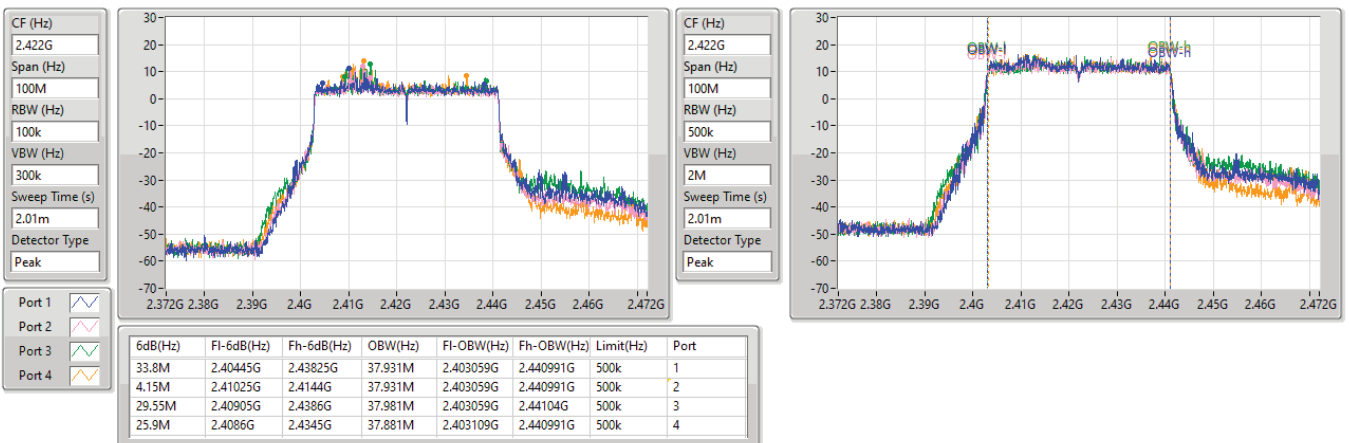 CF (Hz)
2.422G
Span (Hz)
100M
RBW (Hz)
100k
VBW (Hz)
300k
Sweep Time (s)
2.01m
Detector Type
Peak
30
20
10
0
-10
-20
-30
-40
-50
-60
-70
2.372G 2.38G 2.39G 2.4G 2.41G 2.42G 2.43G 2.44G 2.45G 2.46G 2.472G
CF (Hz)
2.422G
Span (Hz)
100M
RBW (Hz)
500k
VBW (Hz)
2M
Sweep Time (s)
2.01m
Detector Type
Peak
30
20
10
0
-10
-20
-30
-40
-50
-60
-70
OBW-l OBW-h
OBW-h
2.372G 2.38G 2.39G 2.4G 2.41G 2.42G 2.43G 2.44G 2.45G 2.46G 2.472G
Port 1
Port 2
Port 3
Port 4
6dB(Hz) Fl-6dB(Hz) Fh-6dB(Hz) OBW(Hz) Fl-OBW(Hz) Fh-OBW(Hz) Limit(Hz) Port
33.8M 2.40445G 2.43825G 37.931M 2.403059G 2.440991G 500k 1
4.15M 2.41025G 2.4144G 37.931M 2.403059G 2.440991G 500k 2
29.55M 2.40905G 2.4386G 37.981M 2.403059G 2.44104G 500k 3
25.9M 2.4086G 2.4345G 37.881M 2.403109G 2.440991G 500k 4